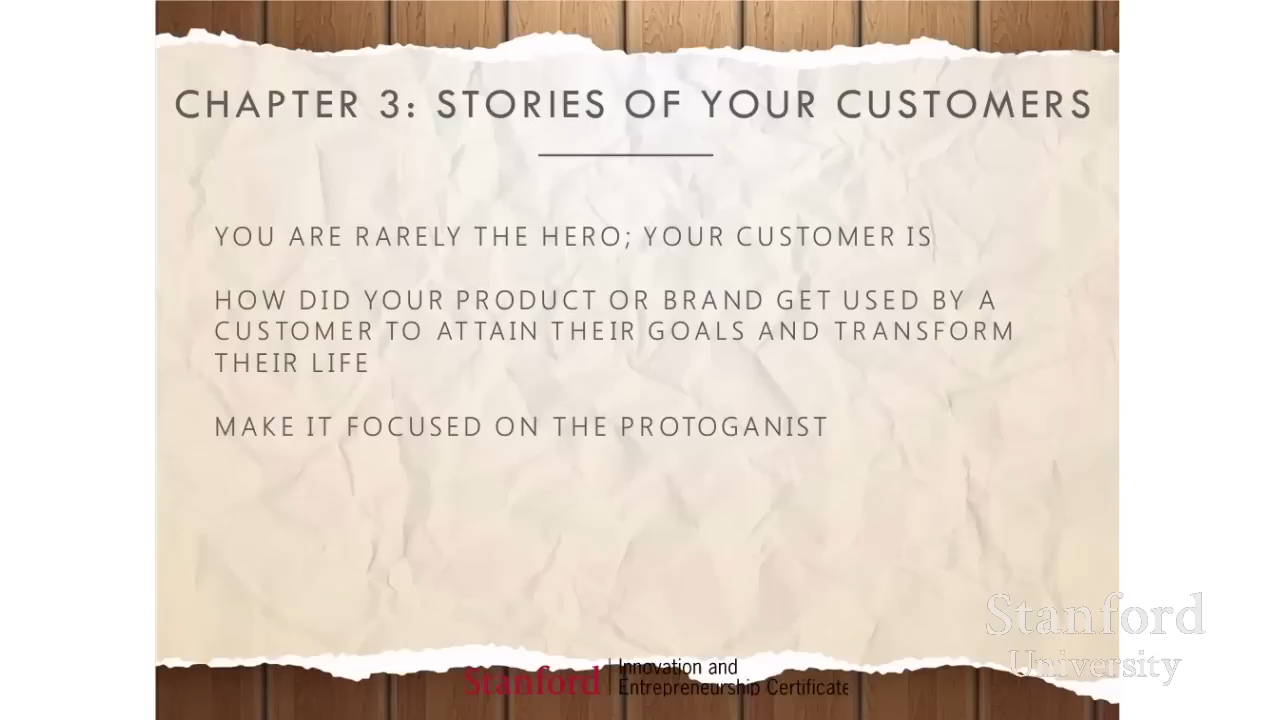 CHAPTER 3: STORIES OF YOUR CUSTOMERS
YOU ARE RARELY THE HERO; YOUR CUSTOMER IS
HOW DID YOUR PRODUCT OR BRAND GET USED BY A
CUSTOMER TO ATTAIN THEIR GOALS AND TRANSFORM
THEIR LIFE
MAKE IT FOCUSED ON THE PROTOGANIST
Stanford
University
Stanford | Innovation and
Entrepreneurship Certificate